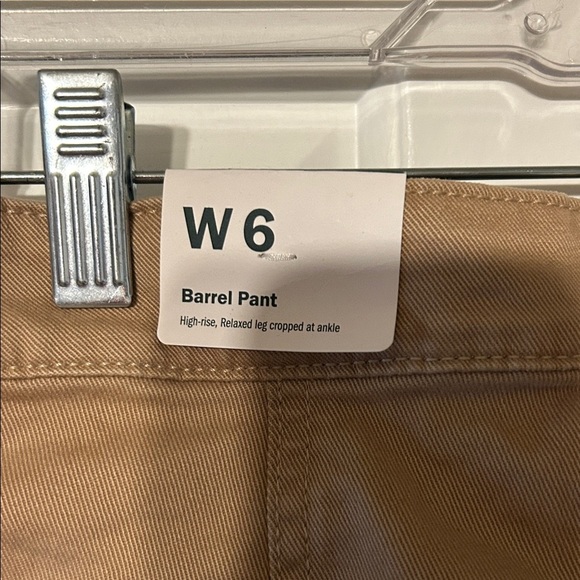 W 6
Barrel Pant
High-rise, Relaxed leg cropped at ankle